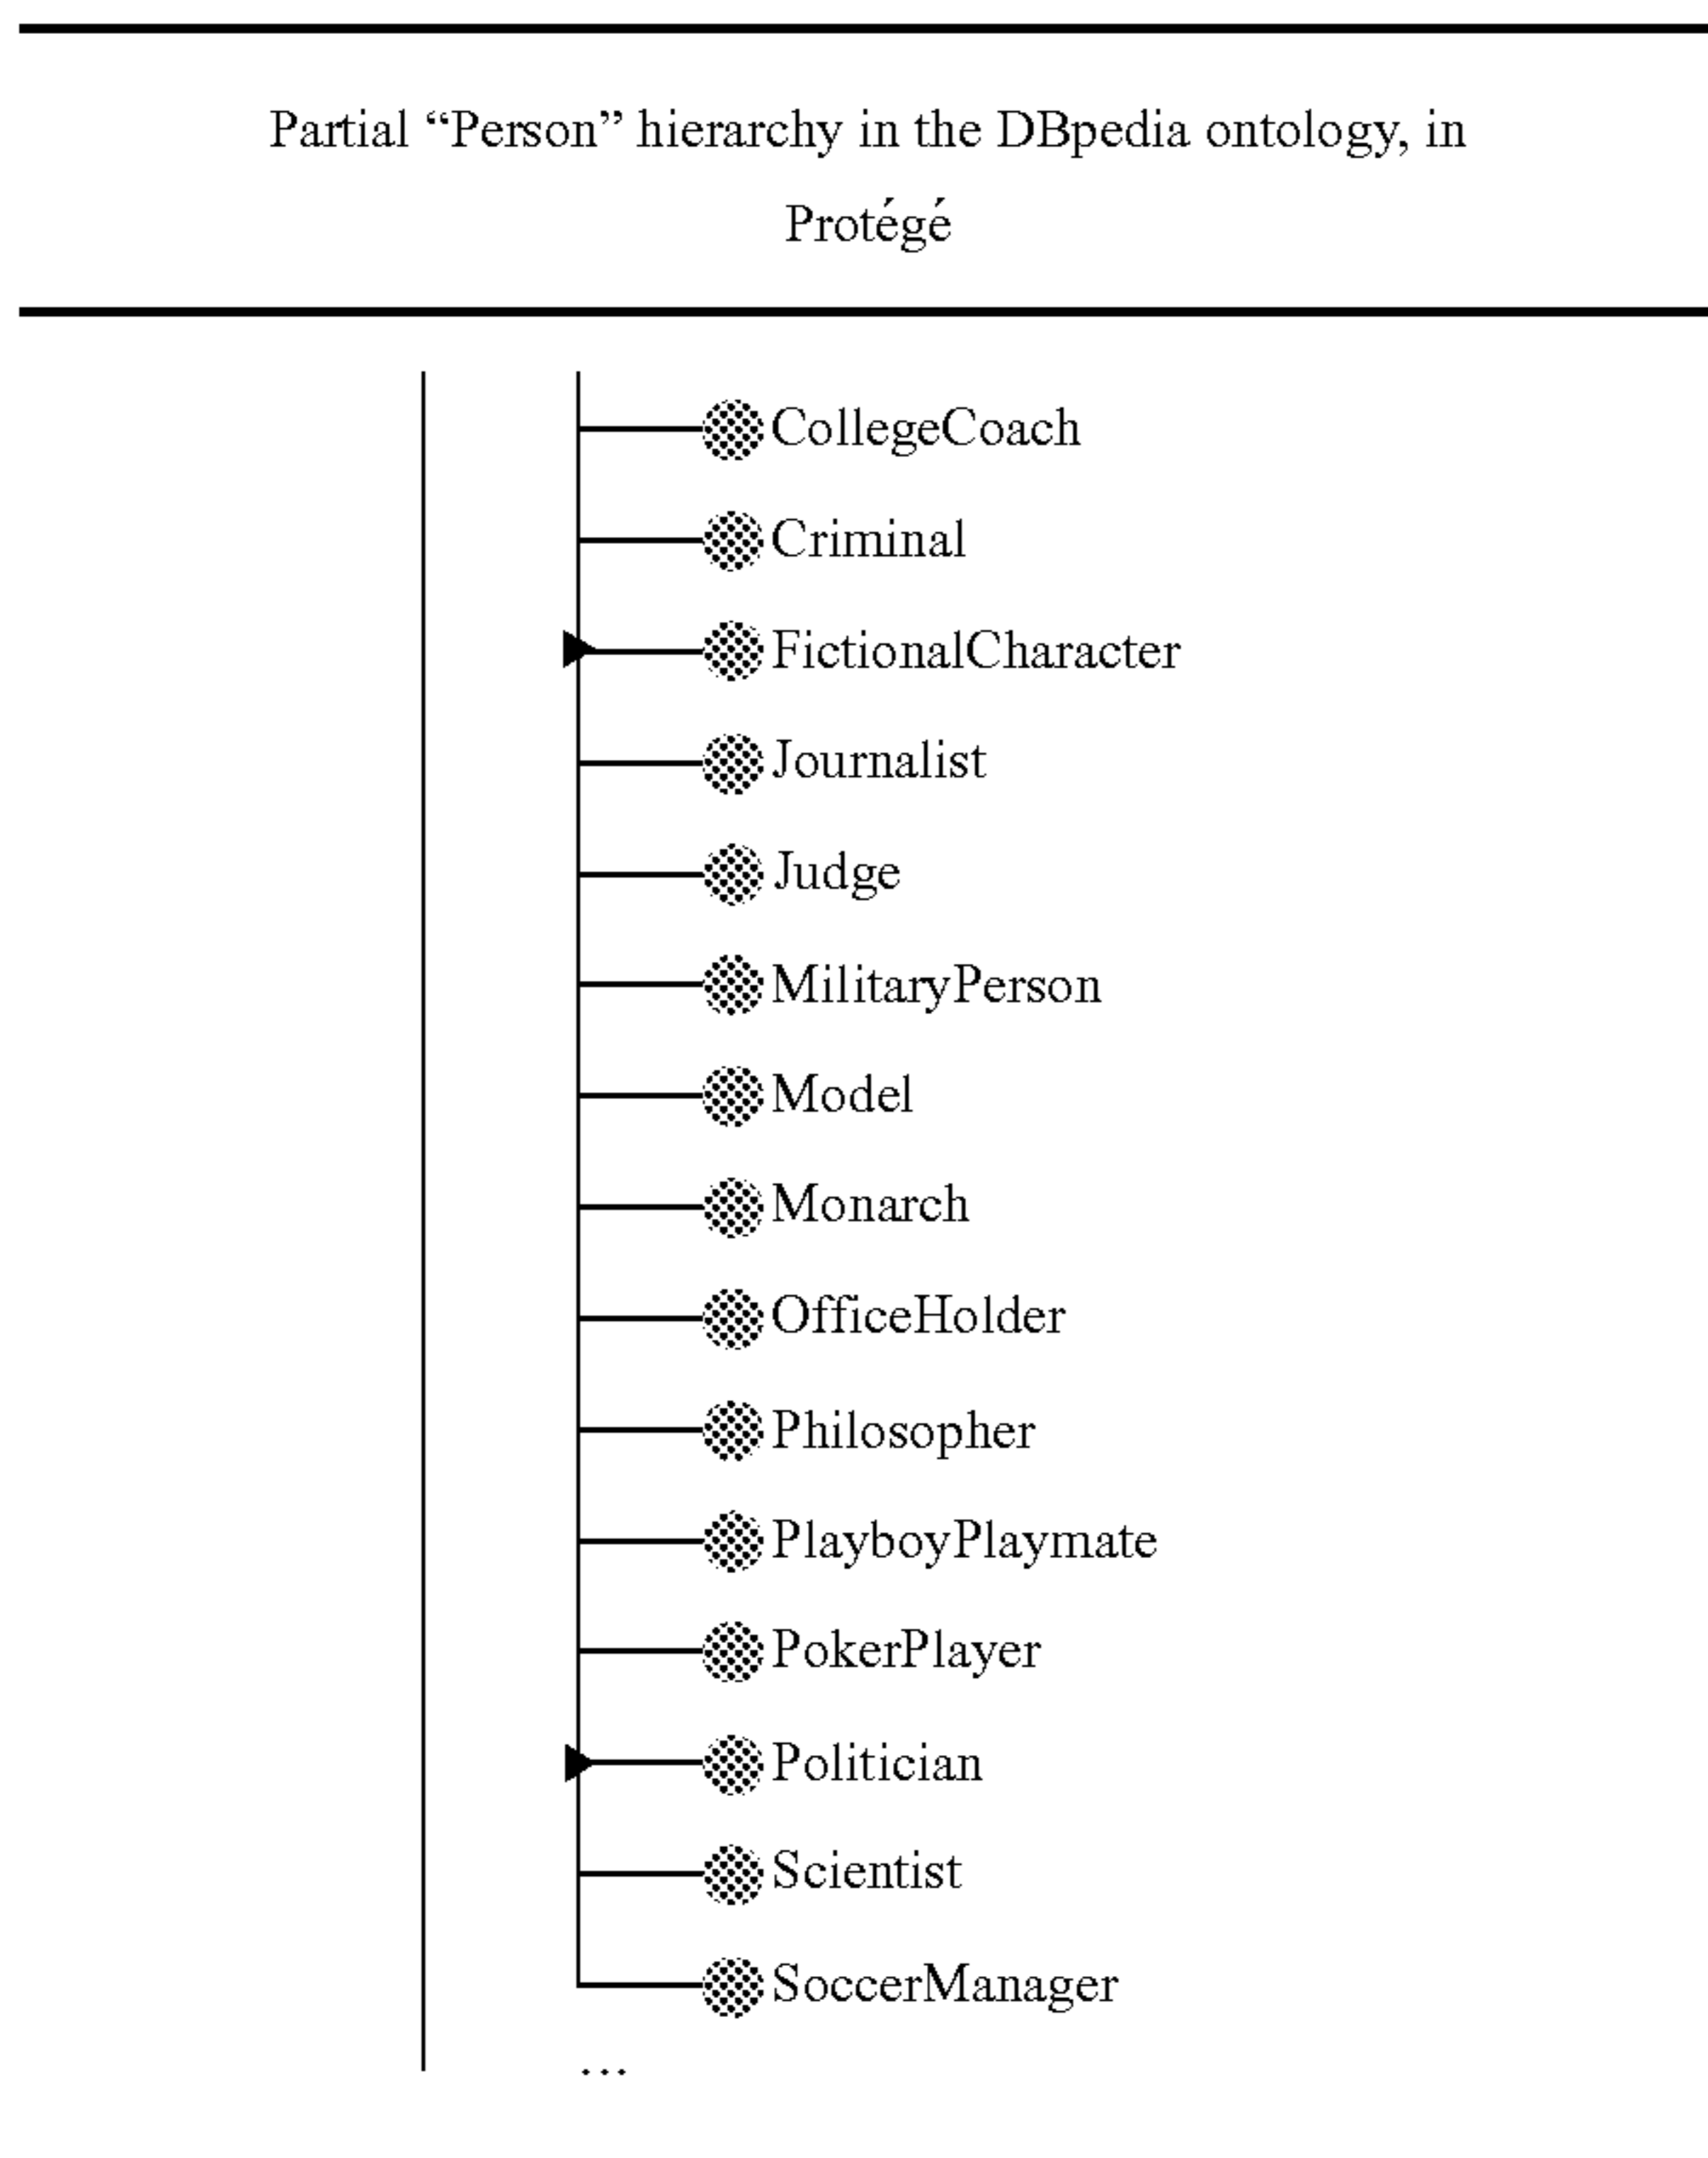 Partial “Person” hierarchy in the DBpedia ontology, in
Protégé
CollegeCoach
Criminal
FictionalCharacter
Journalist
Judge
MilitaryPerson
Model
Monarch
OfficeHolder
Philosopher
PlayboyPlaymate
PokerPlayer
Politician
Scientist
SoccerManager
...